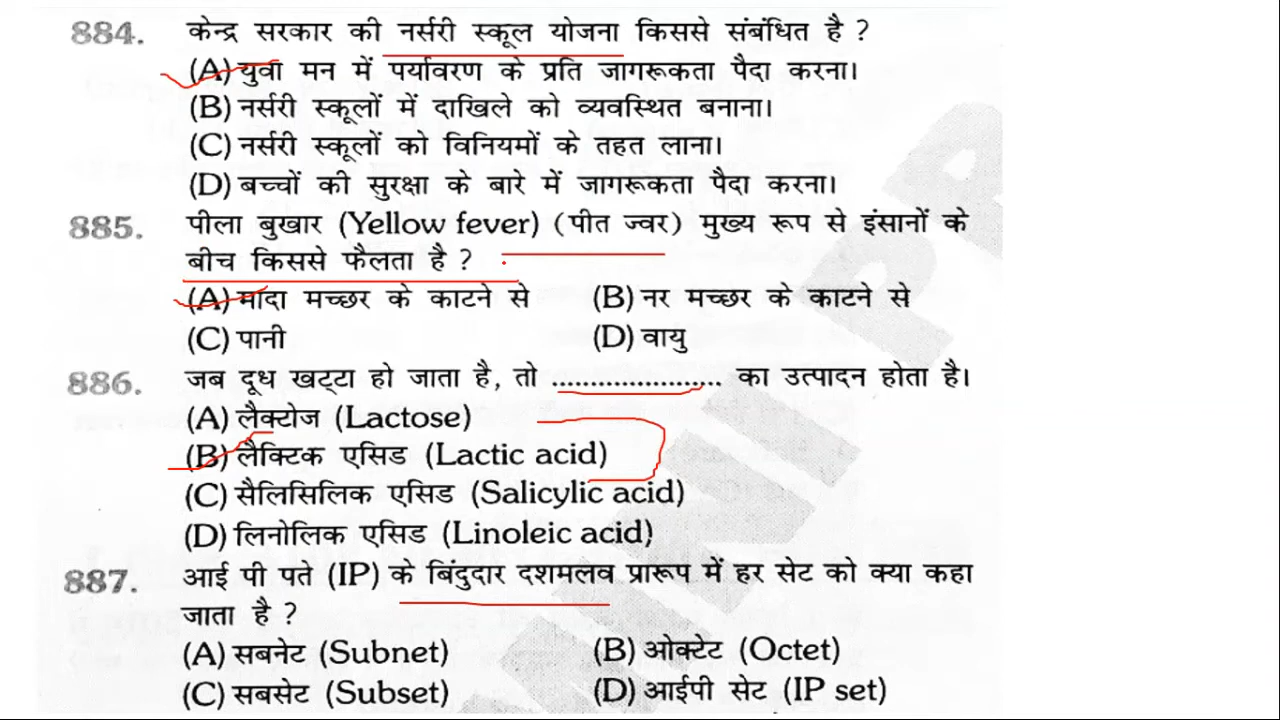 884. केन्द्र सरकार की नर्सरी स्कूल योजना किससे संबंधित है ?
(A) युवा मन में पर्यावरण के प्रति जागरूकता पैदा करना।
(B) नर्सरी स्कूलों में दाखिले को व्यवस्थित बनाना।
(C) नर्सरी स्कूलों को विनियमों के तहत लाना।
(D) बच्चों की सुरक्षा के बारे में जागरूकता पैदा करना।
885. पीला बुखार (Yellow fever) (पीत ज्वर) मुख्य रूप से इंसानों के
बीच किससे फैलता है ?
(A) मादा मच्छर के काटने से (B) नर मच्छर के काटने से
(C) पानी (D) वायु
886. जब दूध खट्टा हो जाता है, तो ...................... का उत्पादन होता है।
(A) लैक्टोज (Lactose)
(B) लैक्टिक एसिड (Lactic acid)
(C) सैलिसिलिक एसिड (Salicylic acid)
(D) लिनोलिक एसिड (Linoleic acid)
887. आई पी पते (IP) के बिंदुदार दशमलव प्रारूप में हर सेट को क्या कहा
जाता है ?
(A) सबनेट (Subnet) (B) ओक्टेट (Octet)
(C) सबसेट (Subset) (D) आईपी सेट (IP set)